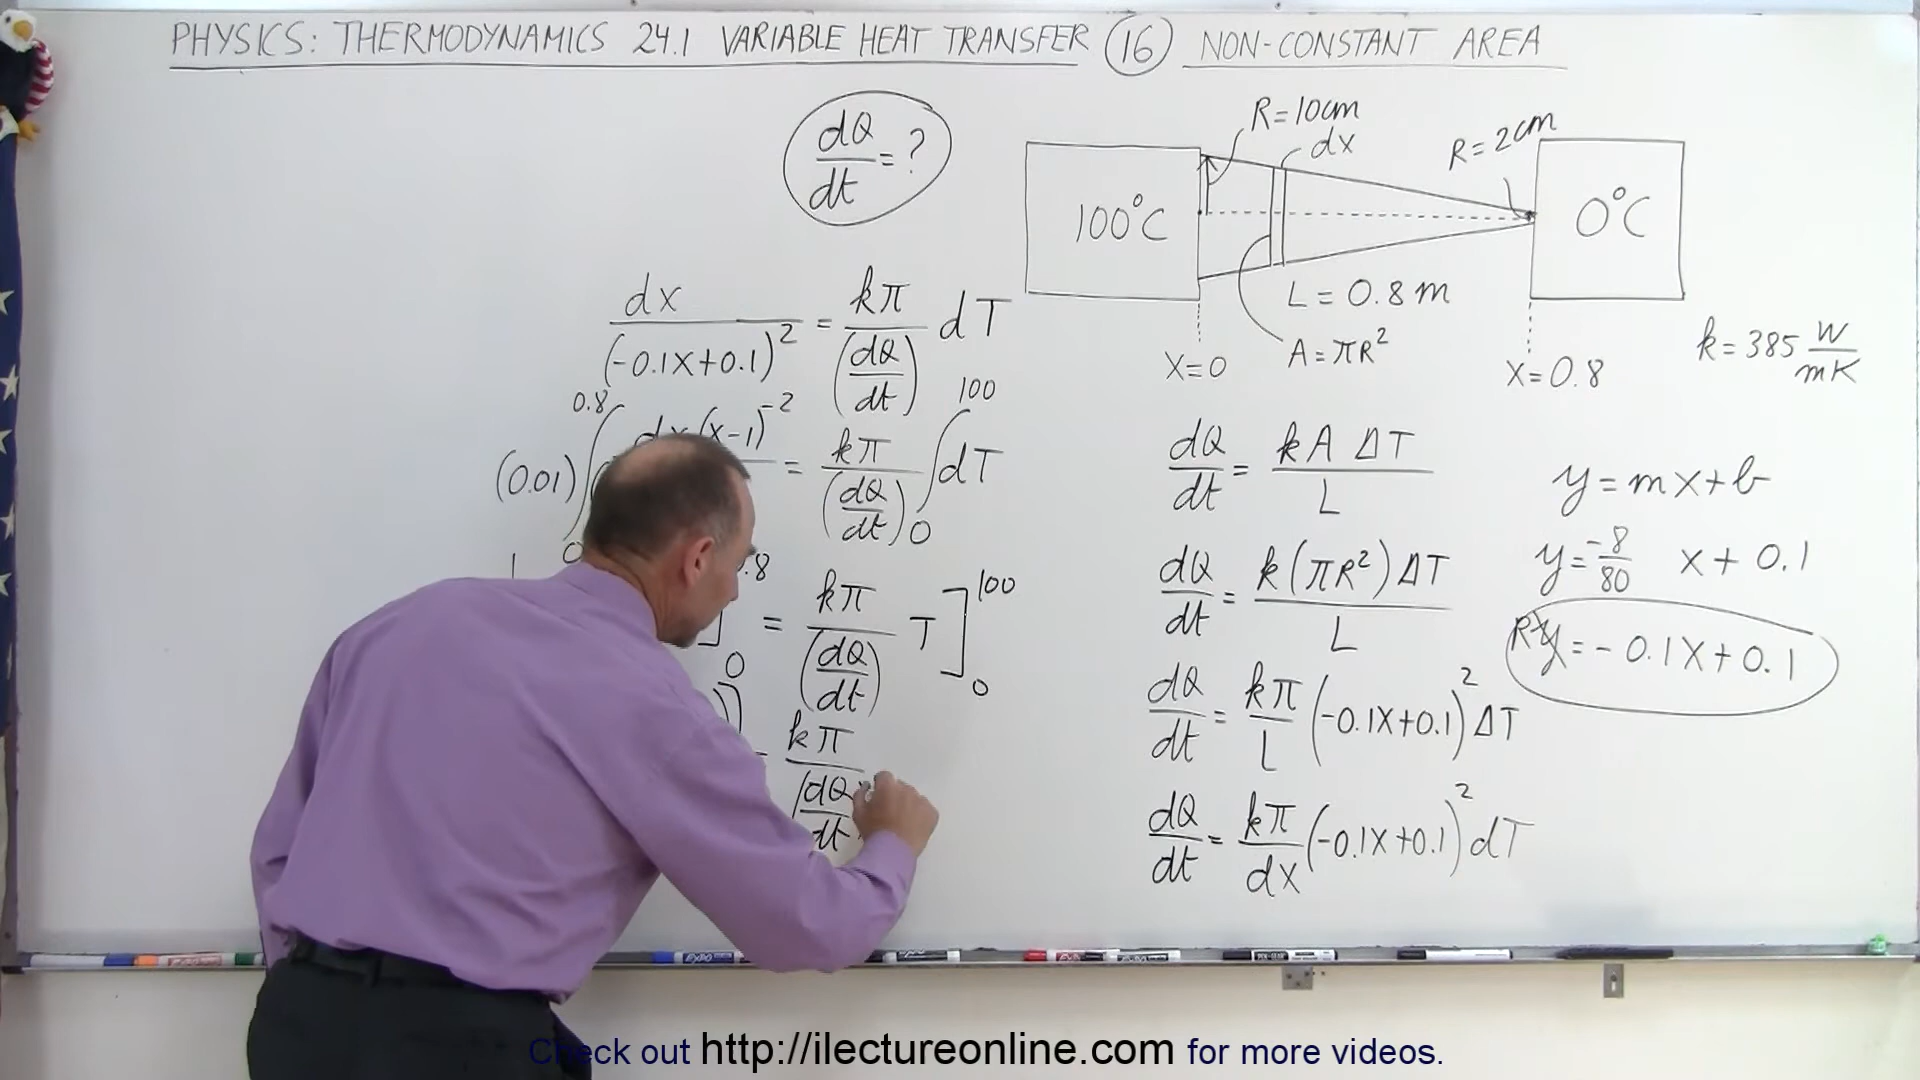 PHYSICS: THERMODYNAMICS 24.1 VARIABLE HEAT TRANSFER 16 NON-CONSTANT AREA
dQ/dt = ?
R=10cm
dx
R=2cm
100°C
0°C
L = 0.8m
A=πR²
X=0
X=0.8
k=385 W/mK
dx/(-0.1X+0.1)² = kπ/(dQ/dt) dT
0.8
100
(0.01) ∫ dx(x-1)⁻² = kπ/(dQ/dt) ∫dT
0
0
= kπ/(dQ/dt) T]
100
0
0
kπ/(dQ/dt
dQ/dt = kA ΔT/L
dQ/dt = k(πR²)ΔT/L
dQ/dt = kπ/L (-0.1X+0.1)² ΔT
dQ/dt = kπ/dx (-0.1X+0.1)² dT
y=mx+b
y=-8/80 x+0.1
y=-0.1X+0.1
EXPO
Check out http://ilectureonline.com for more videos.